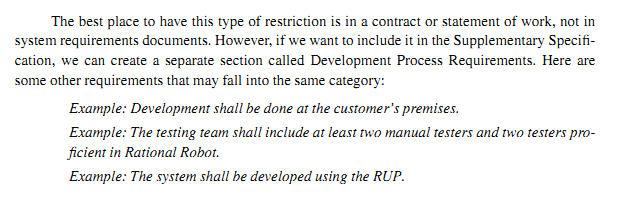 The best place to have this type of restriction is in a contract or statement of work, not in
system requirements documents. However, if we want to include it in the Supplementary Specifi-
cation, we can create a separate section called Development Process Requirements. Here are
some other requirements that may fall into the same category:
Example: Development shall be done at the customer's premises.
Example: The testing team shall include at least two manual testers and two testers pro-
ficient in Rational Robot.
Example: The system shall be developed using the RUP.